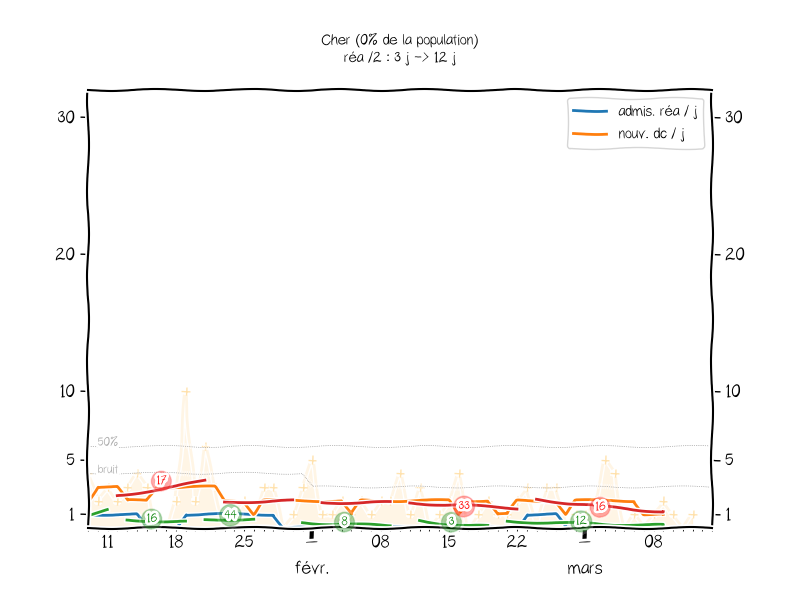 Cher (0% de la population)
réa /2 : 3 j -> 12 j
admis. réa / j
nouv. dc / j
30
30
20
20
10
10
50%
5
5
bruit
17
33
16
16
44
8
3
12
1
1
11 18 25 1 08 15 22 1 08
févr. mars